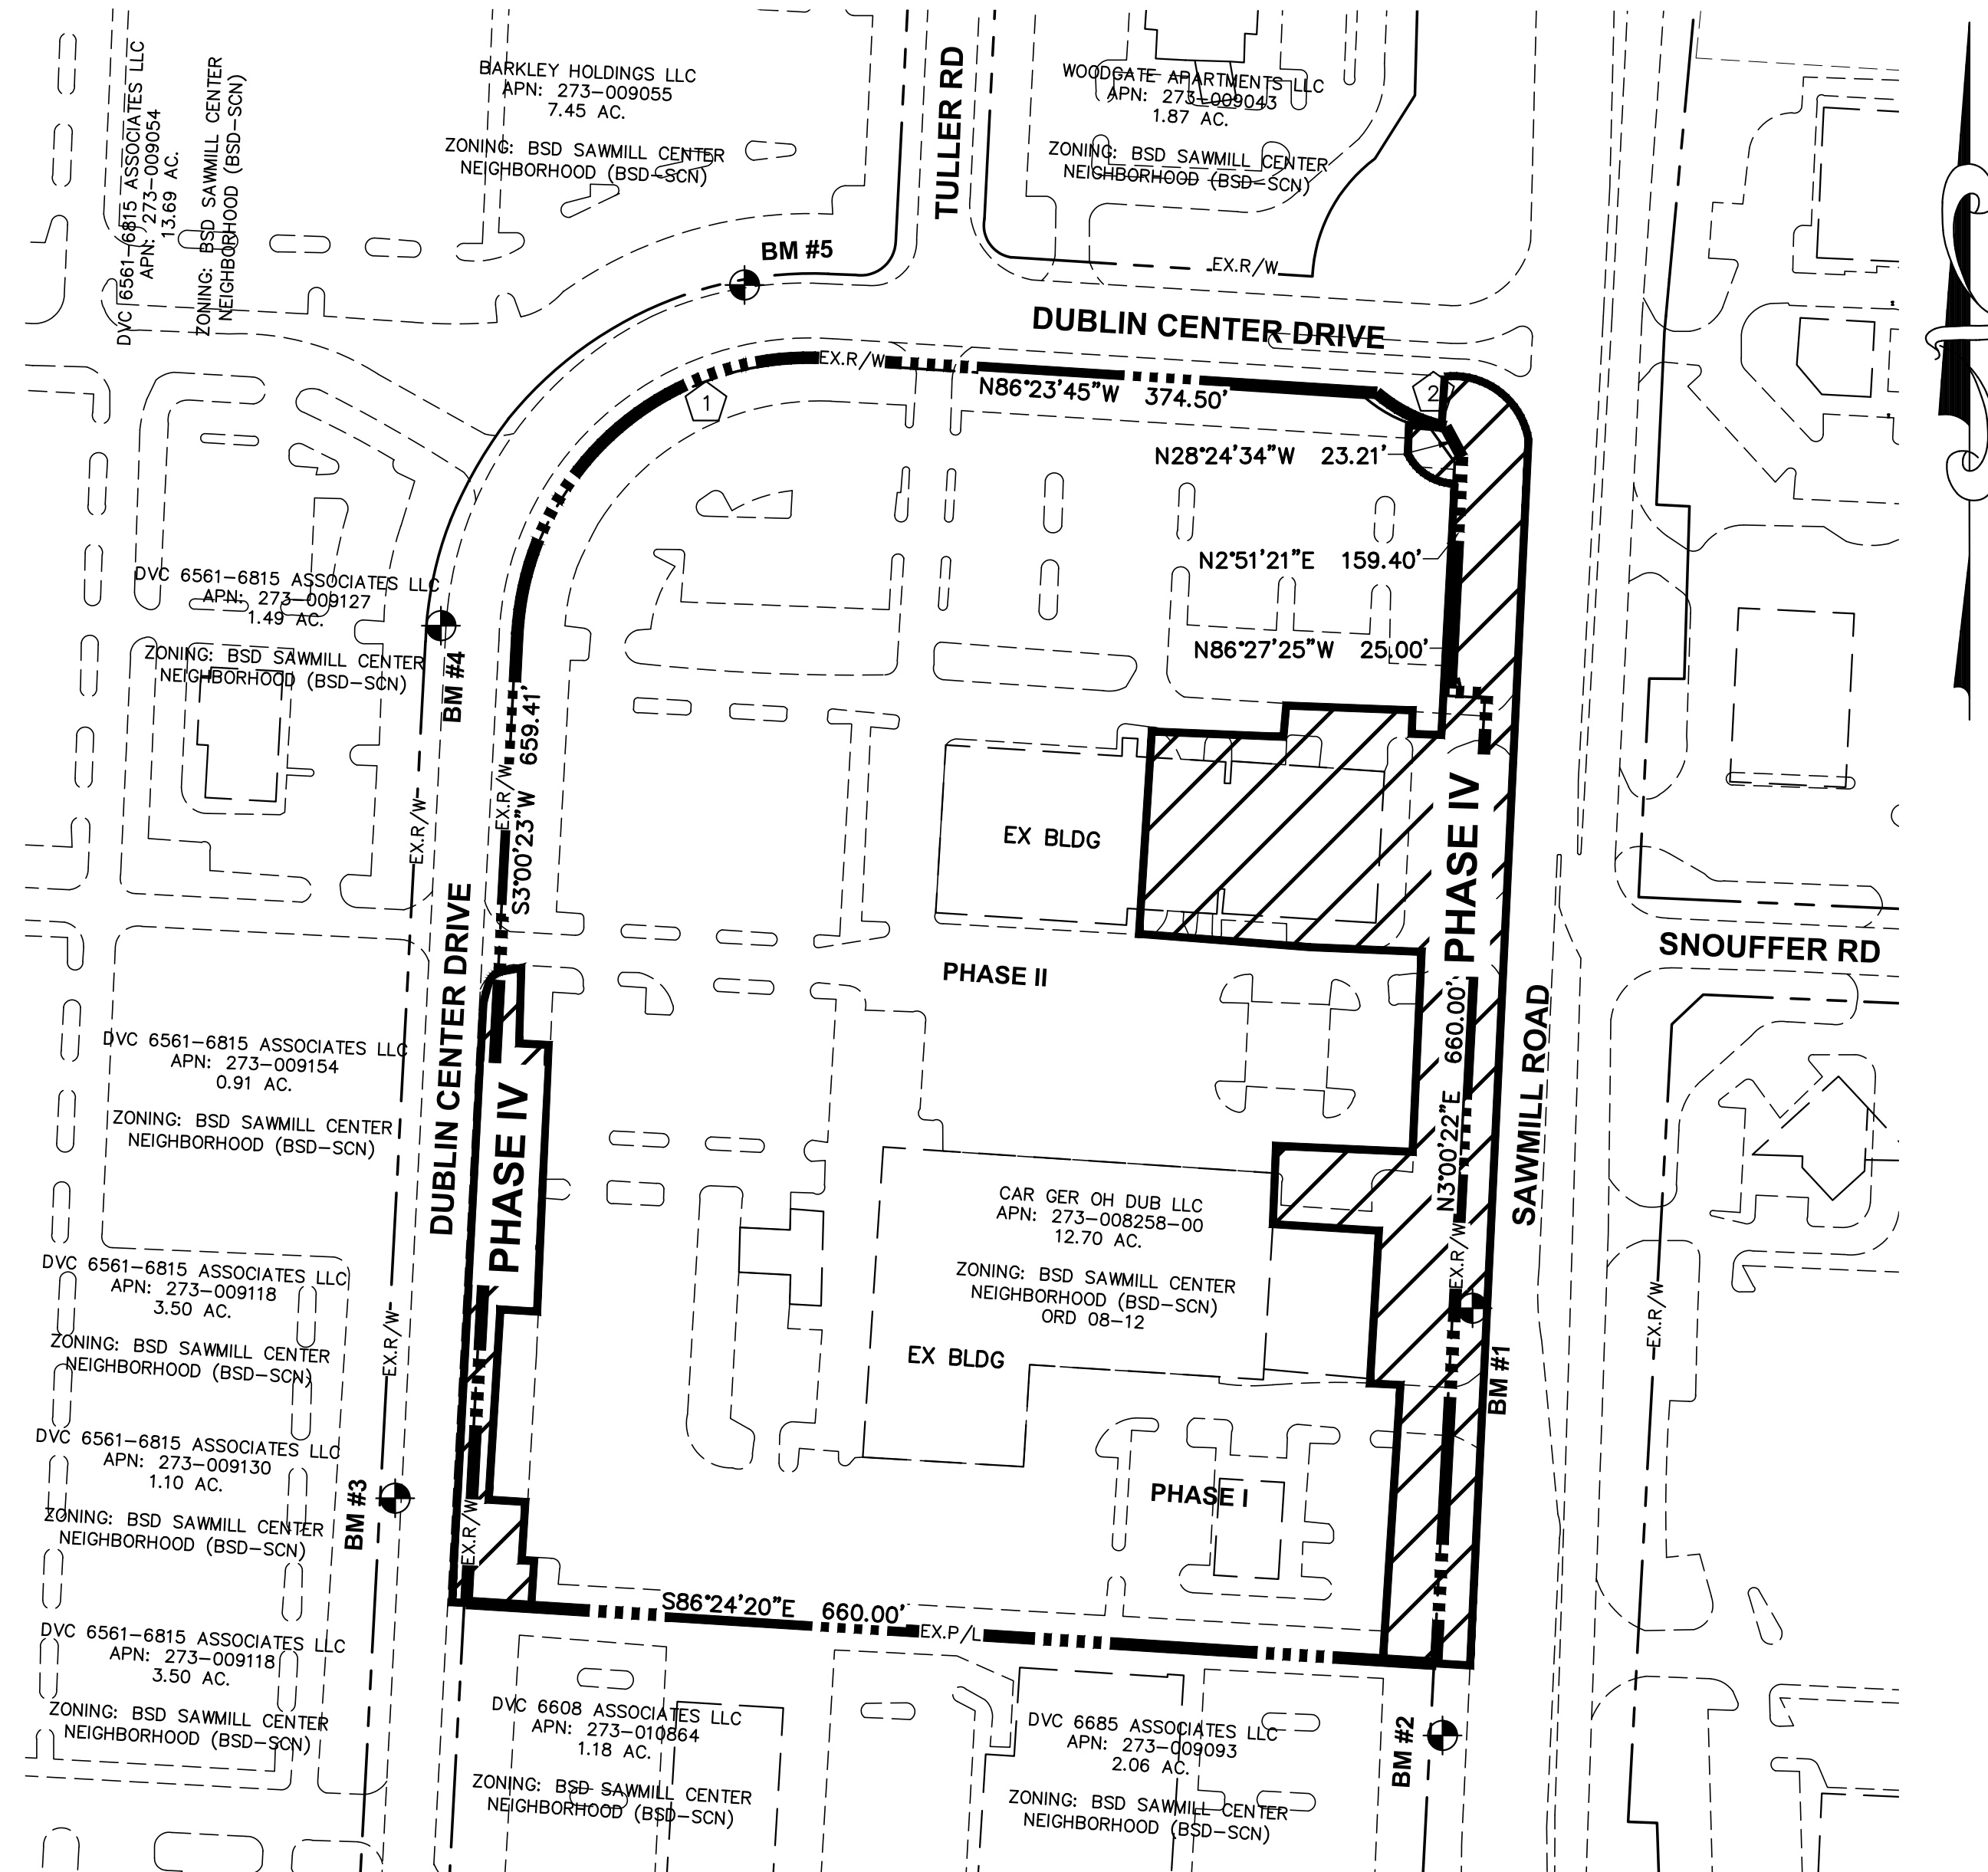 DVC 6561-6815 ASSOCIATES LLC
APN: 273-009054
13.69 AC.
ZONING: BSD SAWMILL CENTER
NEIGHBORHOOD (BSD-SCN)
BARKLEY HOLDINGS LLC
APN: 273-009055
7.45 AC.
ZONING: BSD SAWMILL CENTER
NEIGHBORHOOD (BSD-SCN)
TULLER RD
WOODGATE APARTMENTS LLC
APN: 273-009043
1.87 AC.
ZONING: BSD SAWMILL CENTER
NEIGHBORHOOD (BSD-SCN)
BM #5
EX.R/W
DUBLIN CENTER DRIVE
EX.R/W
1
N86°23'45"W 374.50'
2
N28°24'34"W 23.21'
N2°51'21"E 159.40'
N86°27'25"W 25.00'
DVC 6561-6815 ASSOCIATES LLC
APN: 273-009127
1.49 AC.
ZONING: BSD SAWMILL CENTER
NEIGHBORHOOD (BSD-SCN)
BM #4
EX.R/W
EX.R/W
S3°00'23"W 659.41'
EX BLDG
PHASE IV
SNOUFFER RD
PHASE II
DUBLIN CENTER DRIVE
PHASE IV
N3°00'22"E 660.00'
SAWMILL ROAD
DVC 6561-6815 ASSOCIATES LLC
APN: 273-009154
0.91 AC.
ZONING: BSD SAWMILL CENTER
NEIGHBORHOOD (BSD-SCN)
CAR GER OH DUB LLC
APN: 273-008258-00
12.70 AC.
ZONING: BSD SAWMILL CENTER
NEIGHBORHOOD (BSD-SCN)
ORD 08-12
EX.R/W
EX.R/W
DVC 6561-6815 ASSOCIATES LLC
APN: 273-009118
3.50 AC.
ZONING: BSD SAWMILL CENTER
NEIGHBORHOOD (BSD-SCN)
EX.R/W
EX BLDG
BM #1
DVC 6561-6815 ASSOCIATES LLC
APN: 273-009130
1.10 AC.
ZONING: BSD SAWMILL CENTER
NEIGHBORHOOD (BSD-SCN)
BM #3
EX.R/W
PHASE I
S86°24'20"E 660.00'
EX.P/L
DVC 6561-6815 ASSOCIATES LLC
APN: 273-009118
3.50 AC.
ZONING: BSD SAWMILL CENTER
NEIGHBORHOOD (BSD-SCN)
DVC 6608 ASSOCIATES LLC
APN: 273-010864
1.18 AC.
ZONING: BSD SAWMILL CENTER
NEIGHBORHOOD (BSD-SCN)
DVC 6685 ASSOCIATES LLC
APN: 273-009093
2.06 AC.
ZONING: BSD SAWMILL CENTER
NEIGHBORHOOD (BSD-SCN)
BM #2